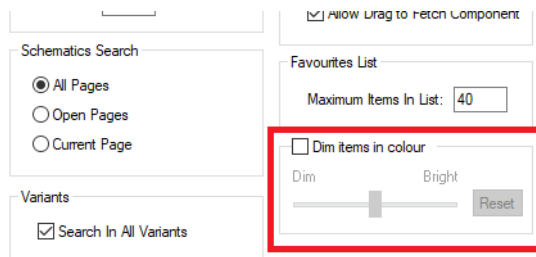 Allow Drag to Fetch Component
Schematics Search
All Pages
Open Pages
Current Page
Favourites List
Maximum Items In List: 40
Dim items in colour
Dim Bright
Reset
Variants
Search In All Variants